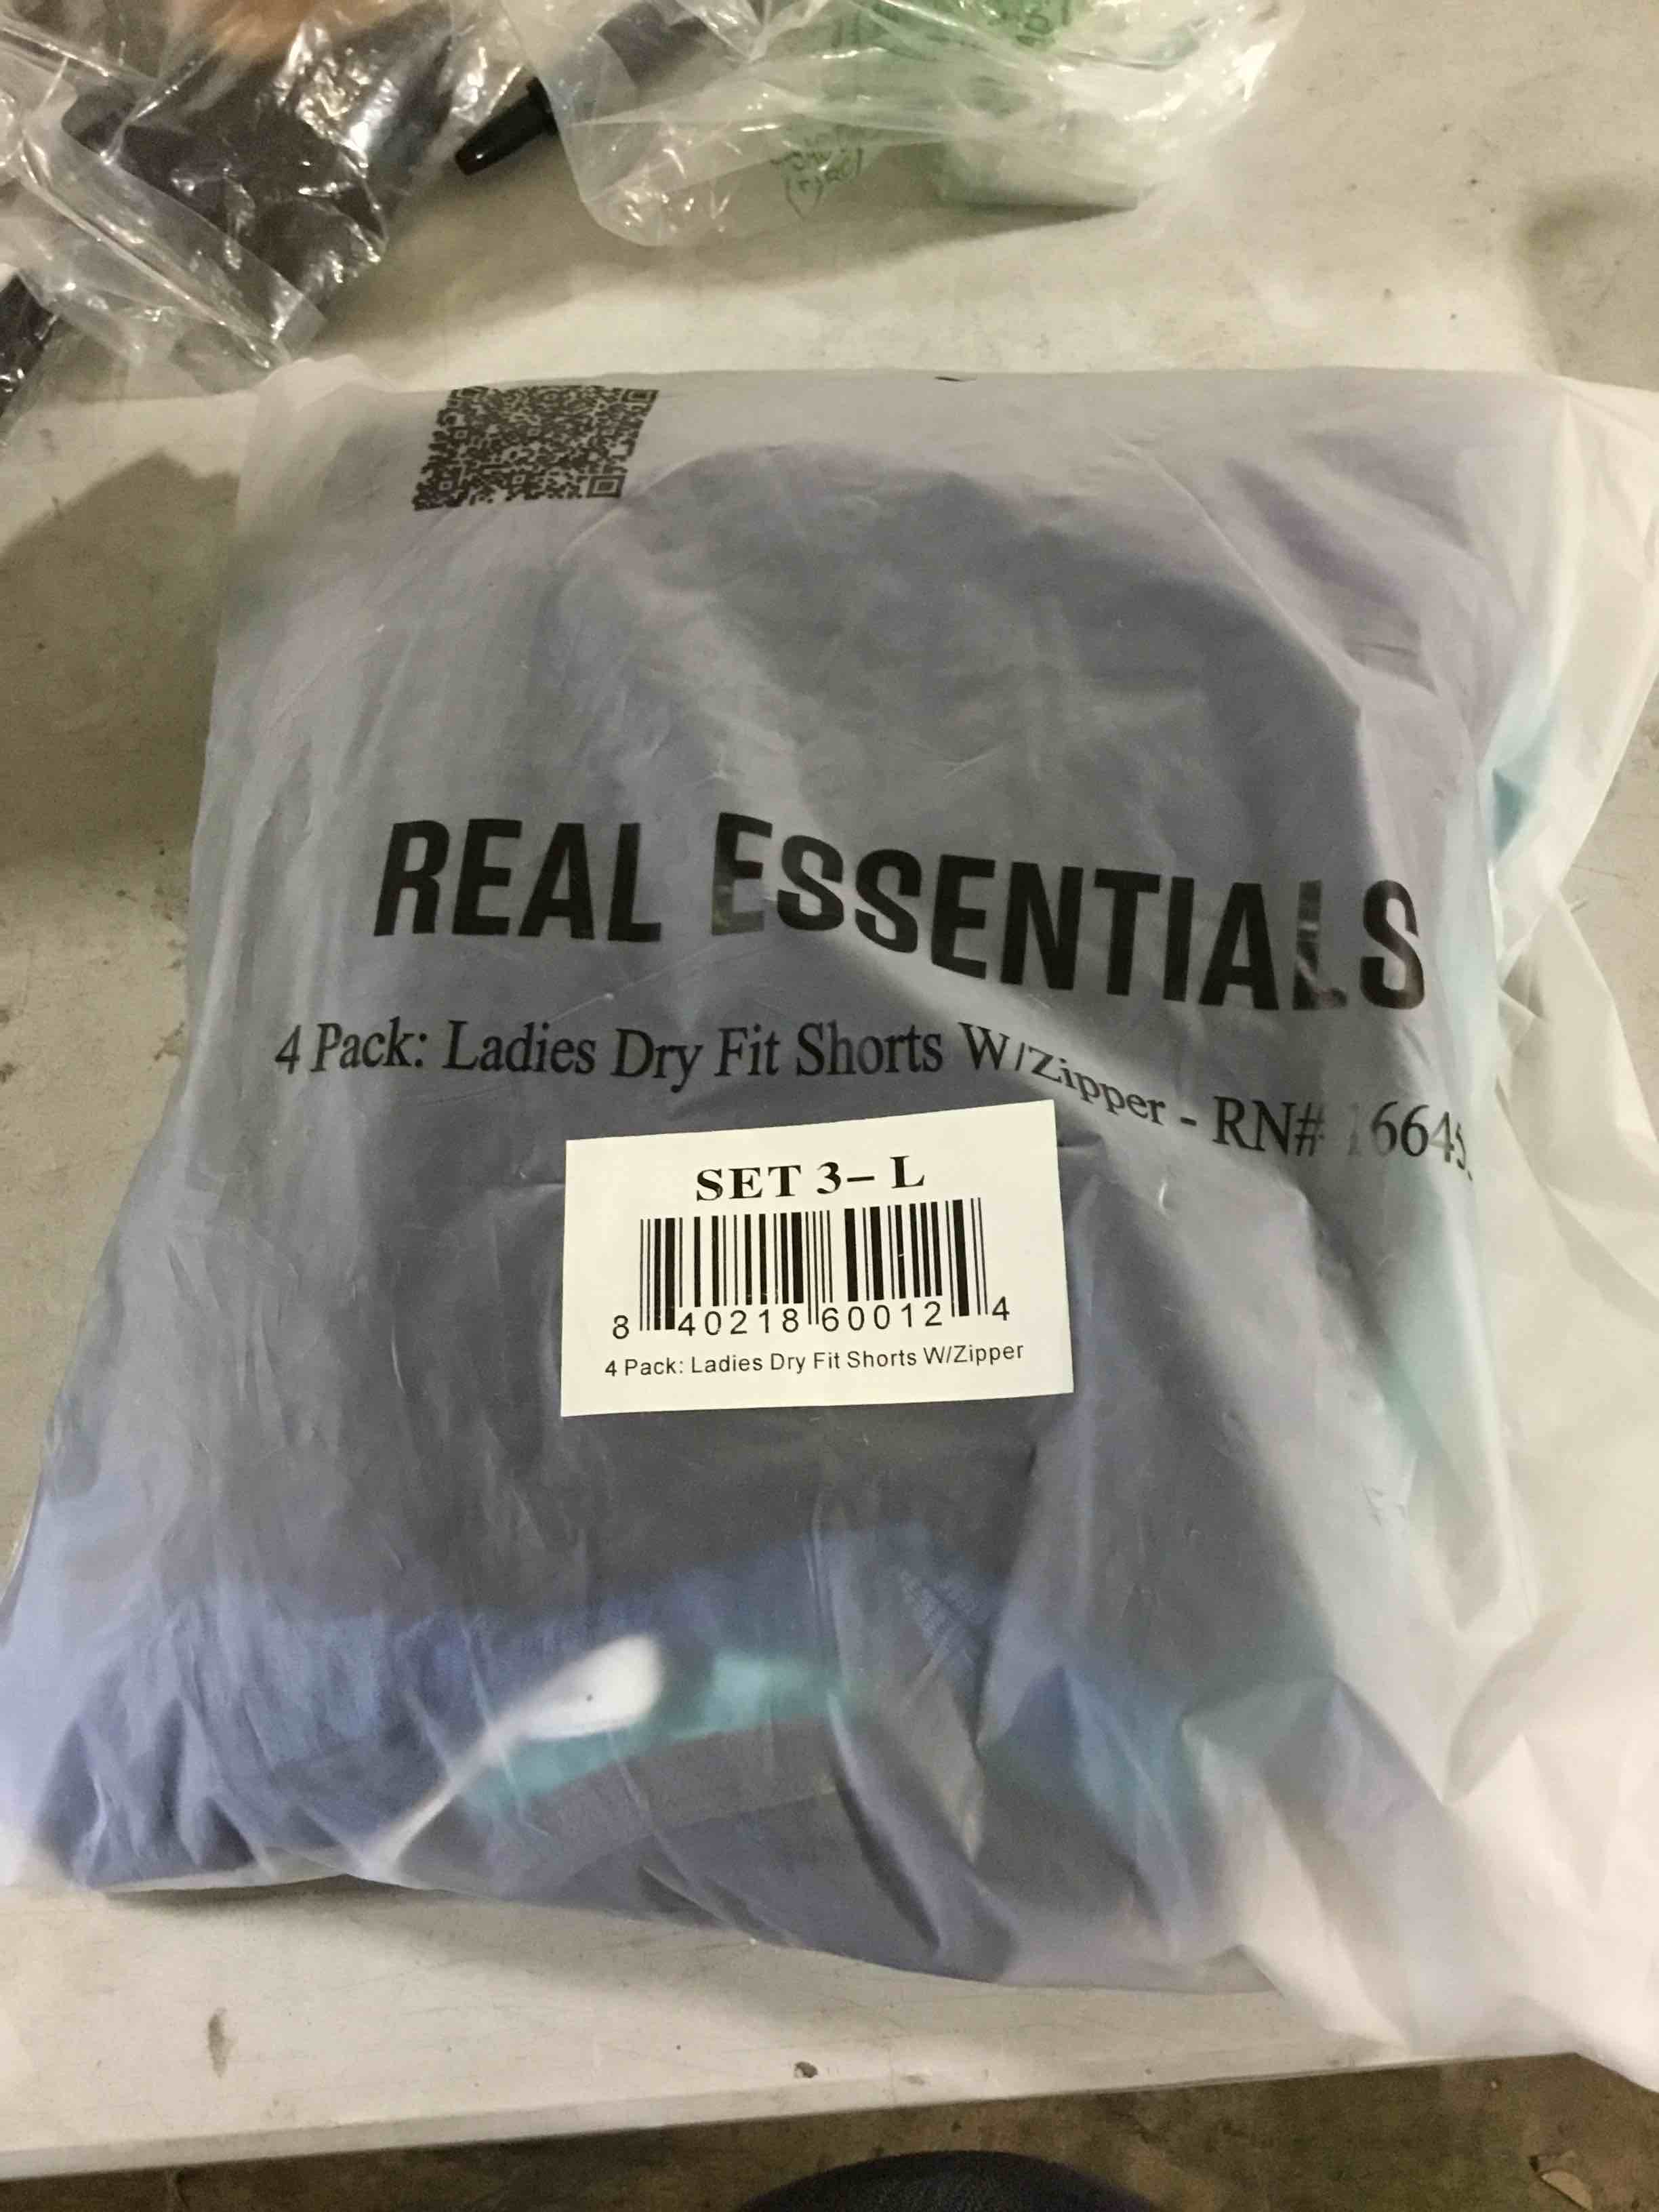 REAL ESSENTIALS
4 Pack: Ladies Dry Fit Shorts W/Zipper - RN#
SET 3- L
8 40218 60012 4
4 Pack: Ladies Dry Fit Shorts W/Zipper